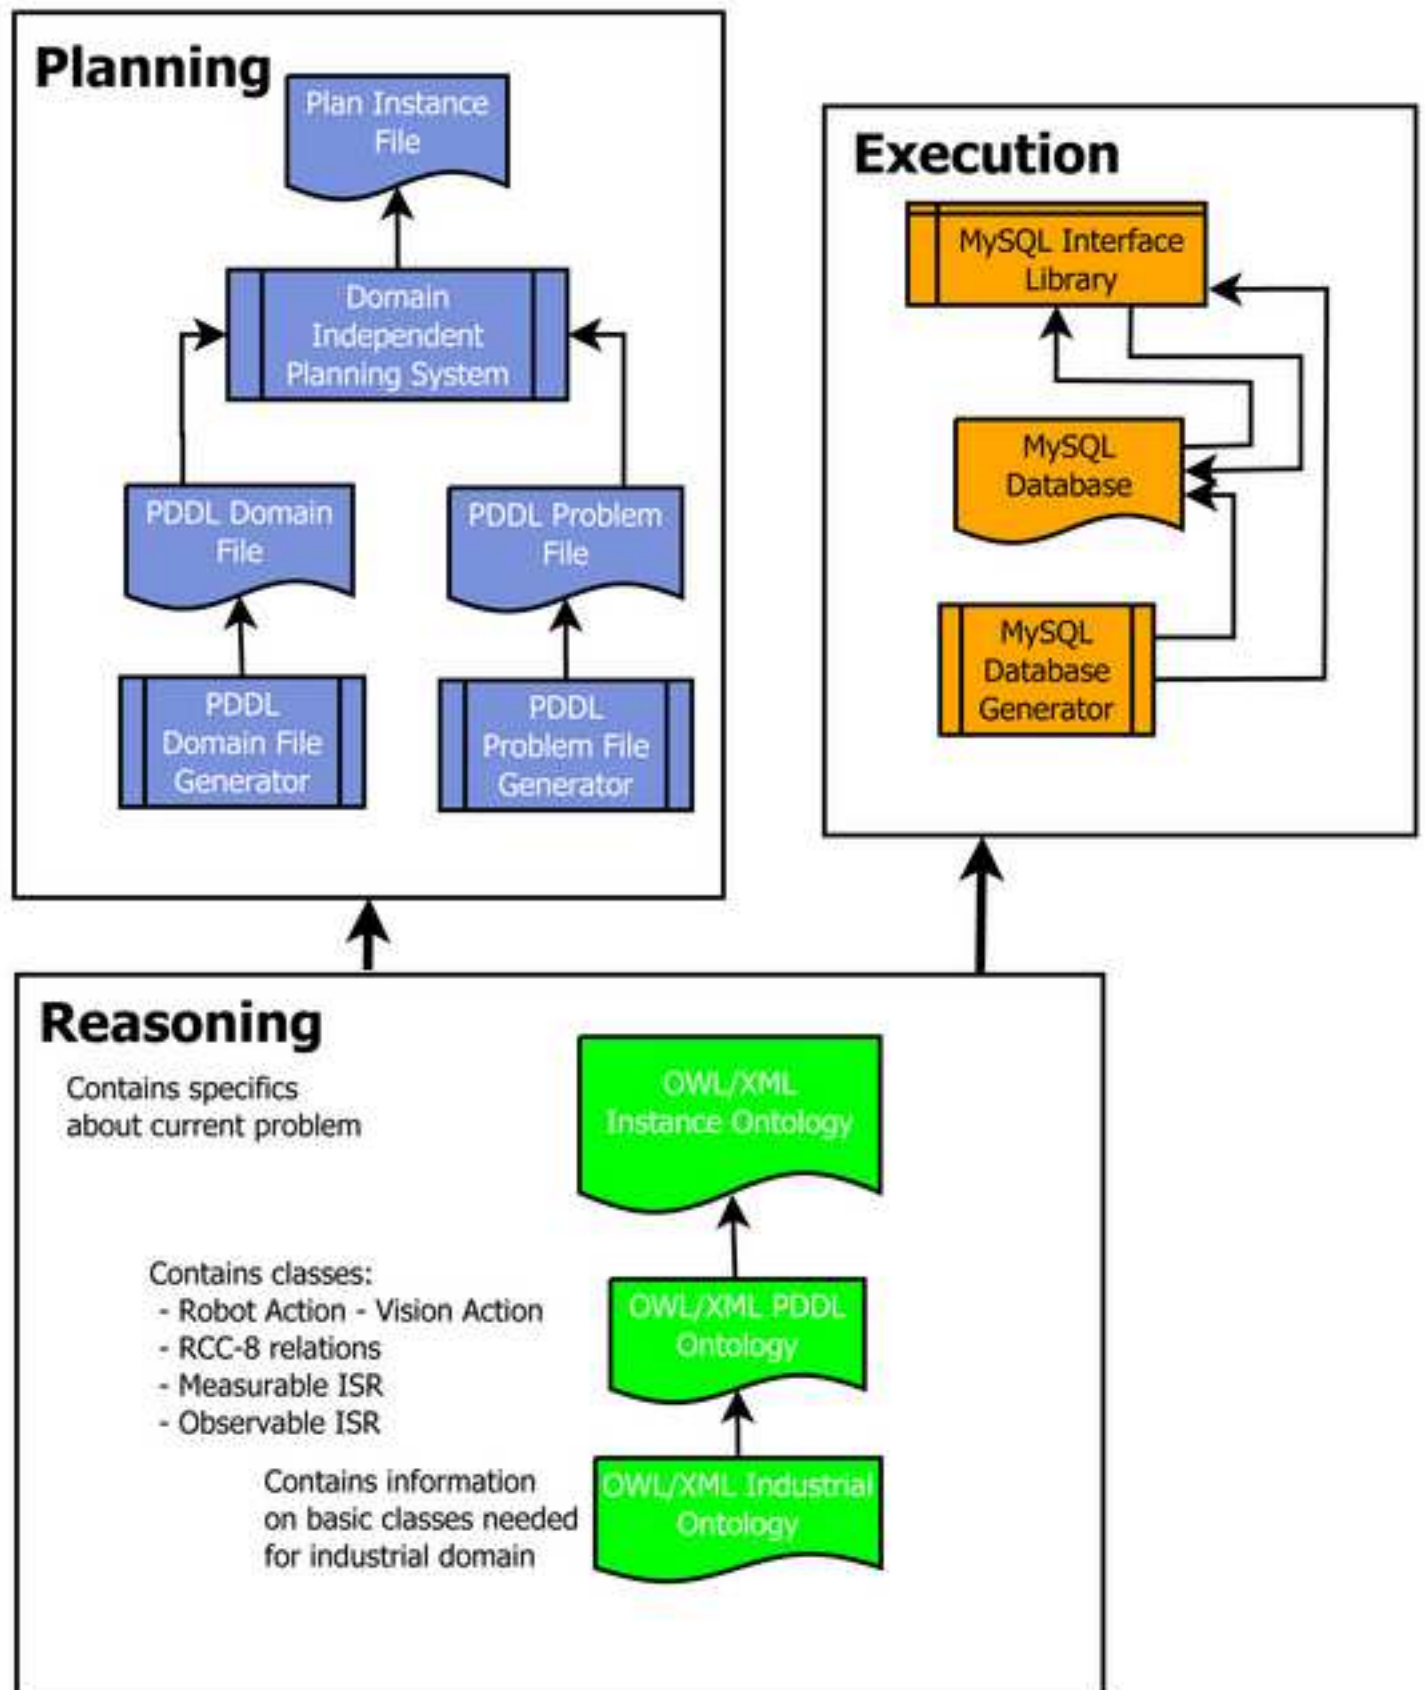 Planning
Plan Instance
File
Domain
Independent
Planning System
PDDL Domain
File
PDDL Problem
File
PDDL
Domain File
Generator
PDDL
Problem File
Generator
Execution
MySQL Interface
Library
MySQL
Database
MySQL
Database
Generator
Reasoning
Contains specifics
about current problem
OWL/XML
Instance Ontology
Contains classes:
- Robot Action - Vision Action
- RCC-8 relations
- Measurable ISR
- Observable ISR
OWL/XML PDDL
Ontology
Contains information
on basic classes needed
for industrial domain
OWL/XML Industrial
Ontology